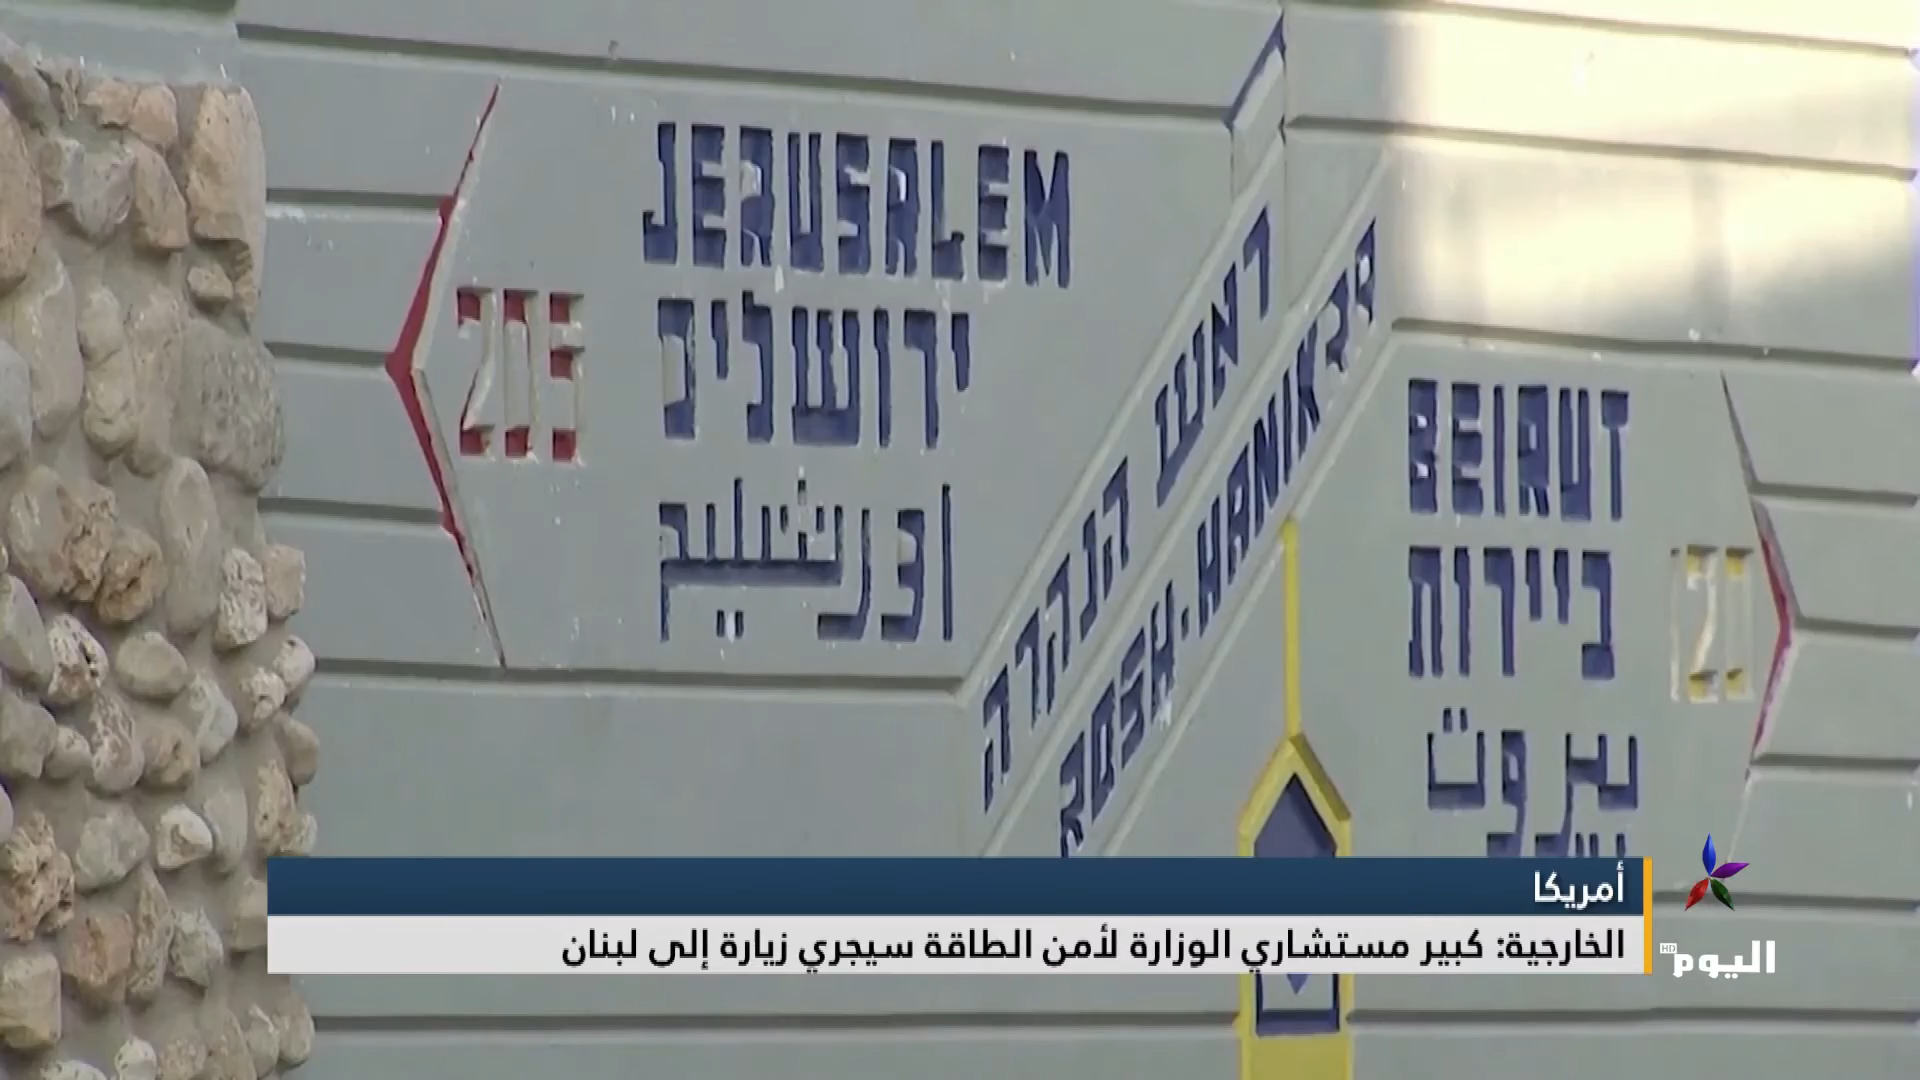 JERUSALEM
205
ירושלים
اورشليم
ראש הנקרה
ROSH-HANIKRA
BEIRUT
ביירות
بيروت
أمريكا
الخارجية: كبير مستشاري الوزارة لأمن الطاقة سيجري زيارة إلى لبنان
اليوم HD